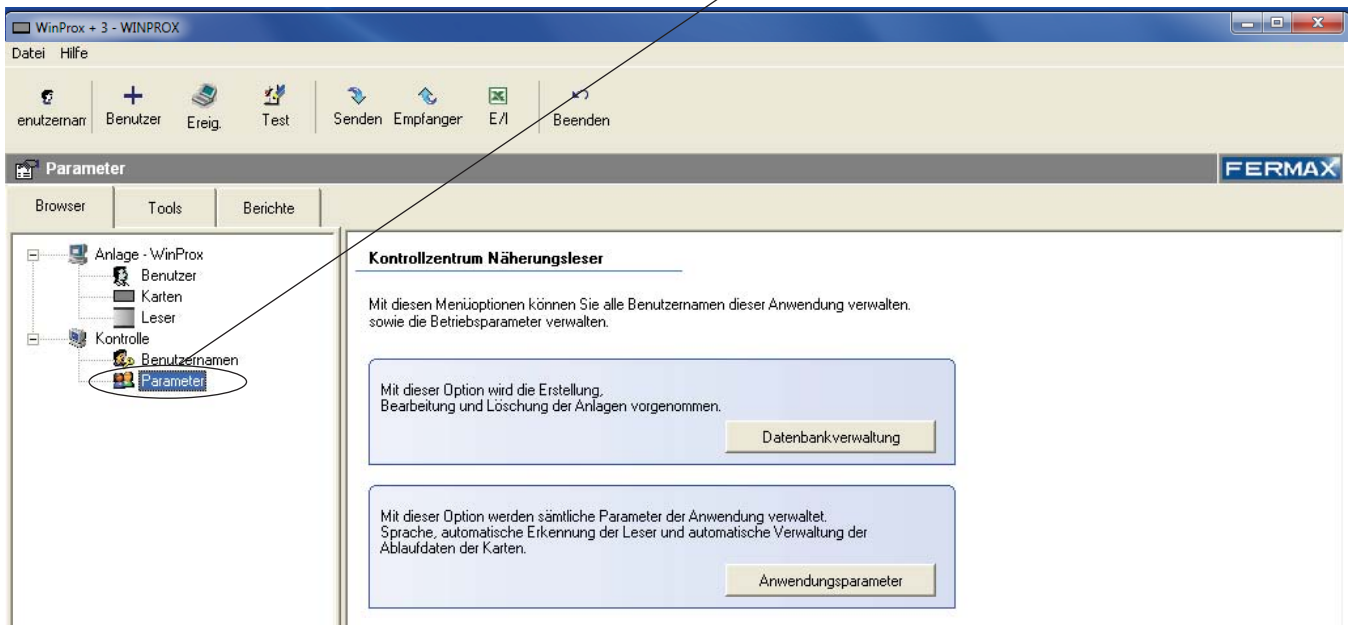 WinProx + 3 - WINPROX
Datei Hilfe
enutzernam Benutzer Ereig. Test Senden Empfanger E/I Beenden
Parameter FERMAX
Browser Tools Berichte
Anlage - WinProx
Benutzer
Karten
Leser
Kontrolle
Benutzernamen
Parameter
Kontrollzentrum Näherungsleser
Mit diesen Menüoptionen können Sie alle Benutzernamen dieser Anwendung verwalten.
sowie die Betriebsparameter verwalten.
Mit dieser Option wird die Erstellung,
Bearbeitung und Löschung der Anlagen vorgenommen.
Datenbankverwaltung
Mit dieser Option werden sämtliche Parameter der Anwendung verwaltet.
Sprache, automatische Erkennung der Leser und automatische Verwaltung der
Ablaufdaten der Karten.
Anwendungsparameter